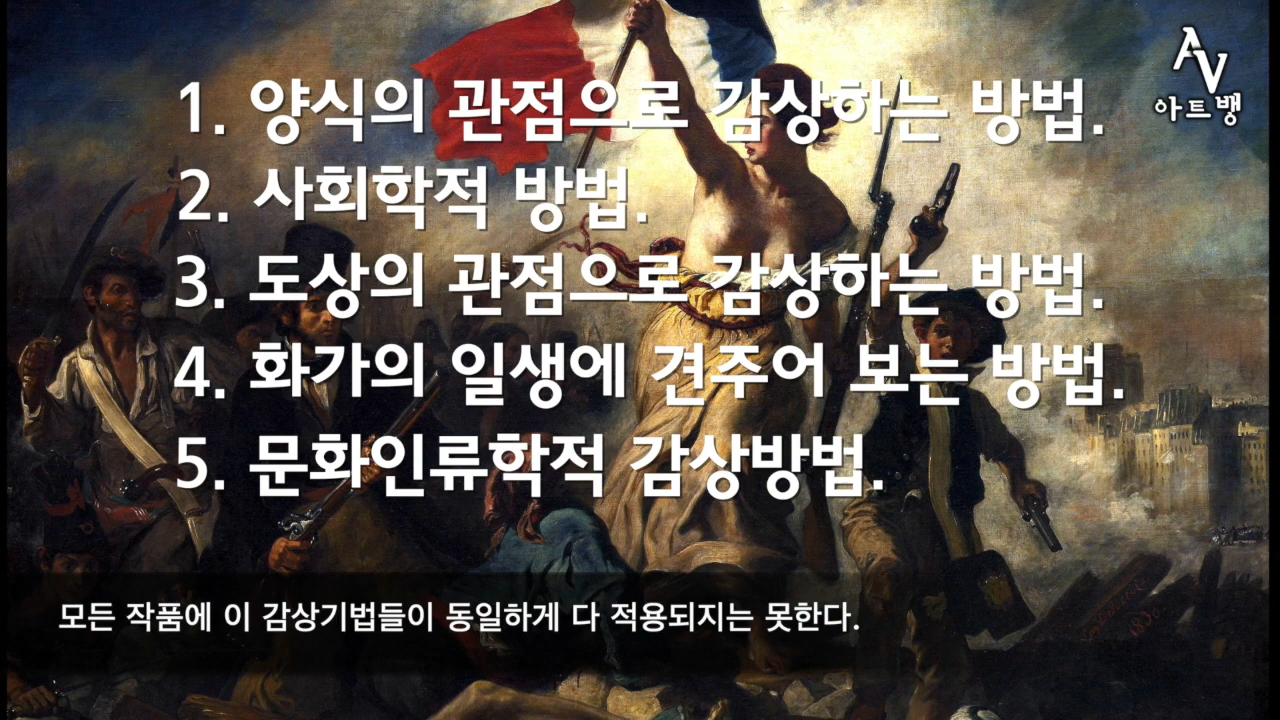 AV
아트뱅
1. 양식의 관점으로 감상하는 방법.
2. 사회학적 방법.
3. 도상의 관점으로 감상하는 방법.
4. 화가의 일생에 견주어 보는 방법.
5. 문화인류학적 감상방법.
모든 작품에 이 감상기법들이 동일하게 다 적용되지는 못한다.